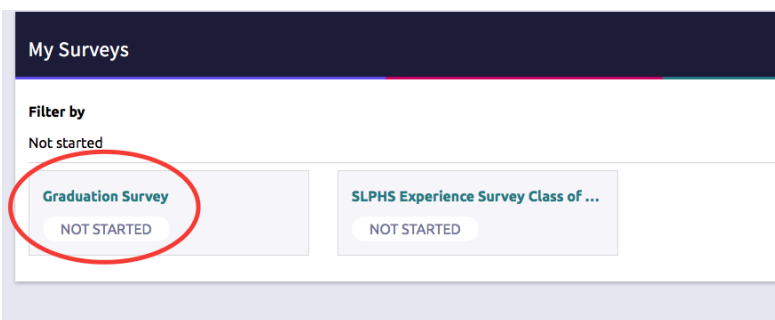 My Surveys
Filter by
Not started
Graduation Survey
NOT STARTED
SLPHS Experience Survey Class of ...
NOT STARTED